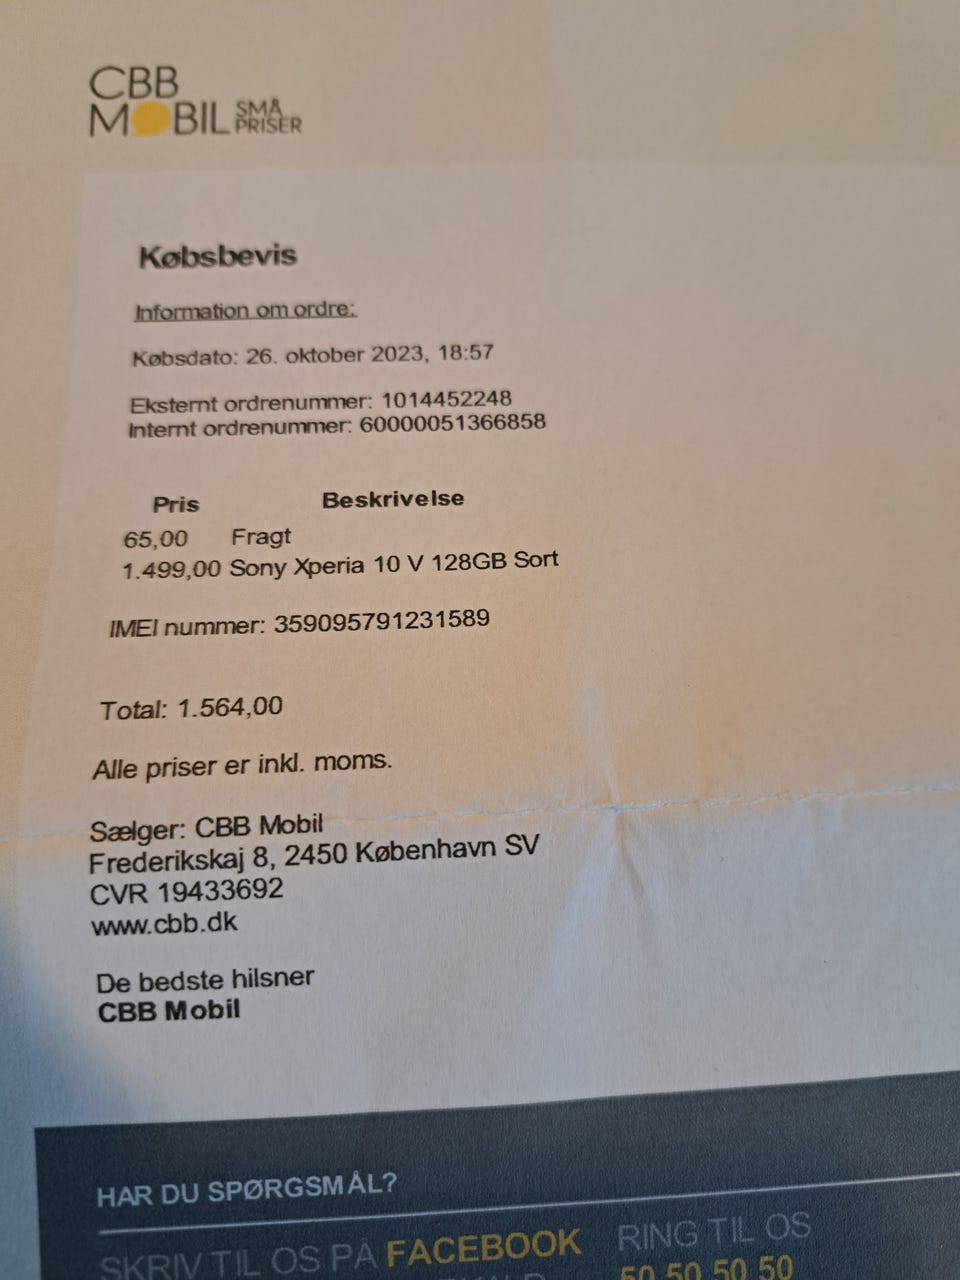 CBB
MOBIL SMÅ PRISER
Købsbevis
Information om ordre:
Købsdato: 26. oktober 2023, 18:57
Eksternt ordrenummer: 1014452248
Internt ordrenummer: 60000051366858
Pris Beskrivelse
65,00 Fragt
1.499,00 Sony Xperia 10 V 128GB Sort
IMEI nummer: 359095791231589
Total: 1.564,00
Alle priser er inkl. moms.
Sælger: CBB Mobil
Frederikskaj 8, 2450 København SV
CVR 19433692
www.cbb.dk
De bedste hilsner
CBB Mobil
HAR DU SPØRGSMÅL?
SKRIV TIL OS PÅ FACEBOOK RING TIL OS
50 50 50 50